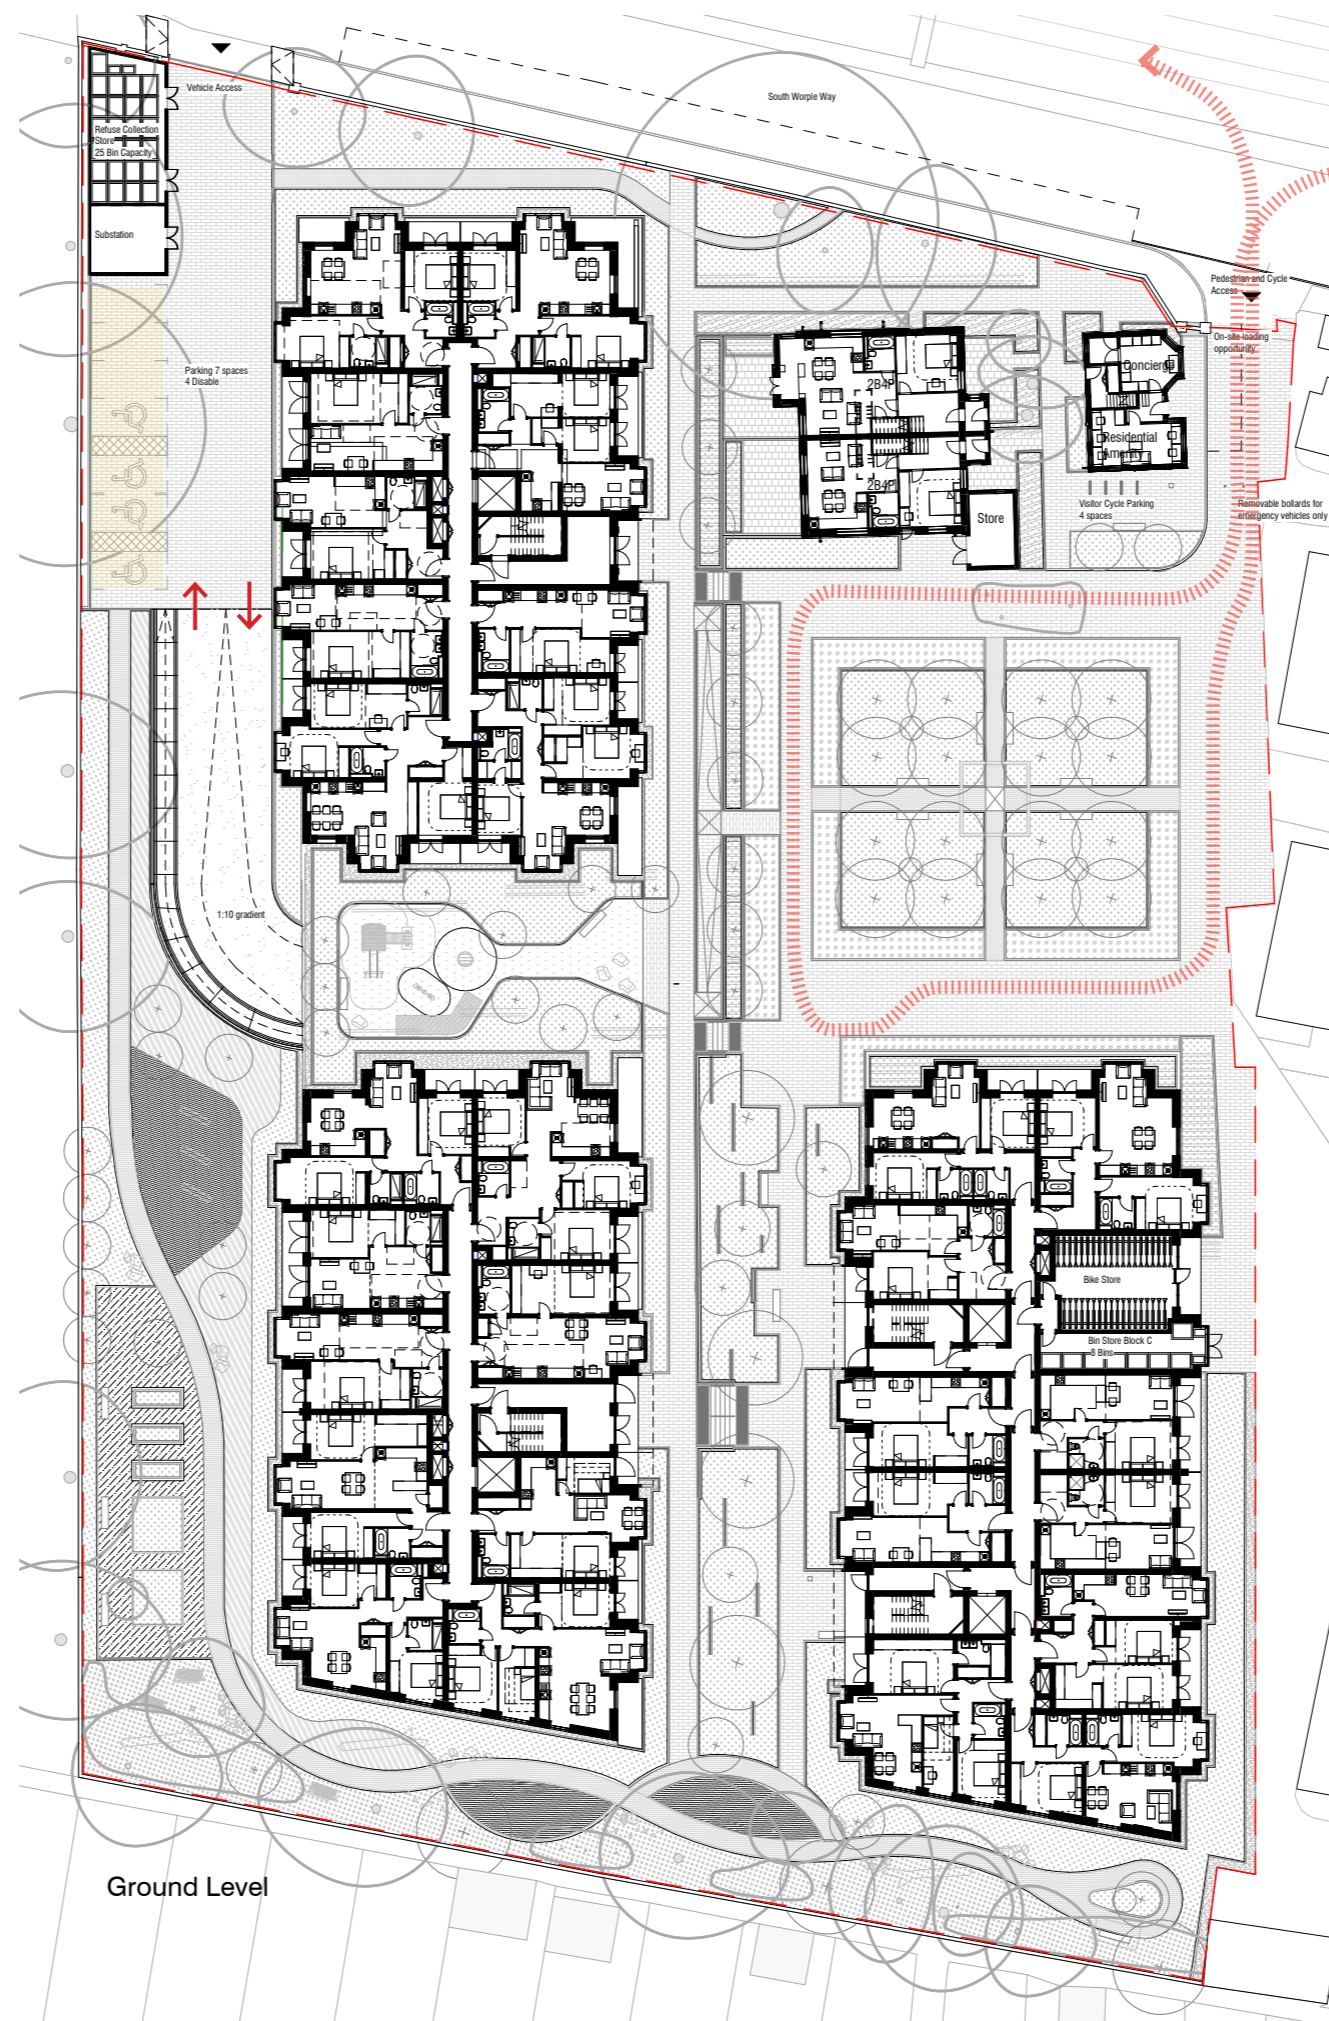 South Worple Way
Vehicle Access
Refuse Collection
Store
25 Bin Capacity
Substation
Pedestrian and Cycle
Access
On-site loading
opportunity
Concierge
Parking 7 spaces
4 Disable
2B4P
Residential
Amenity
2B4P
Visitor Cycle Parking
4 spaces
Removable bollards for
emergency vehicles only
Store
1:10 gradient
Bike Store
Bin Store Block C
8 Bins
Ground Level